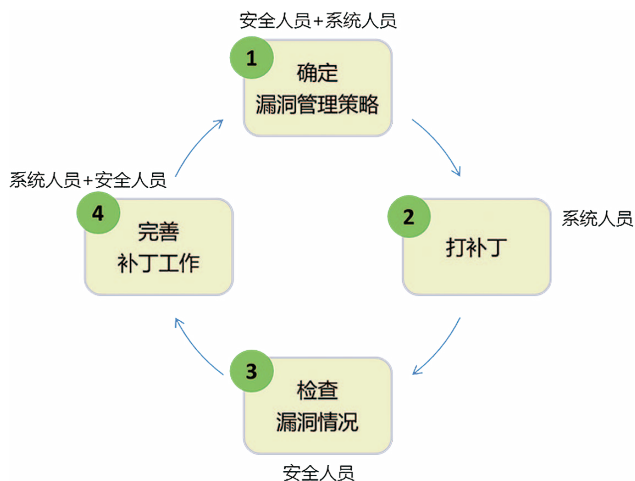 安全人员+系统人员
1
确定
漏洞管理策略
2
打补丁
系统人员
3
检查
漏洞情况
安全人员
系统人员+安全人员
4
完善
补丁工作